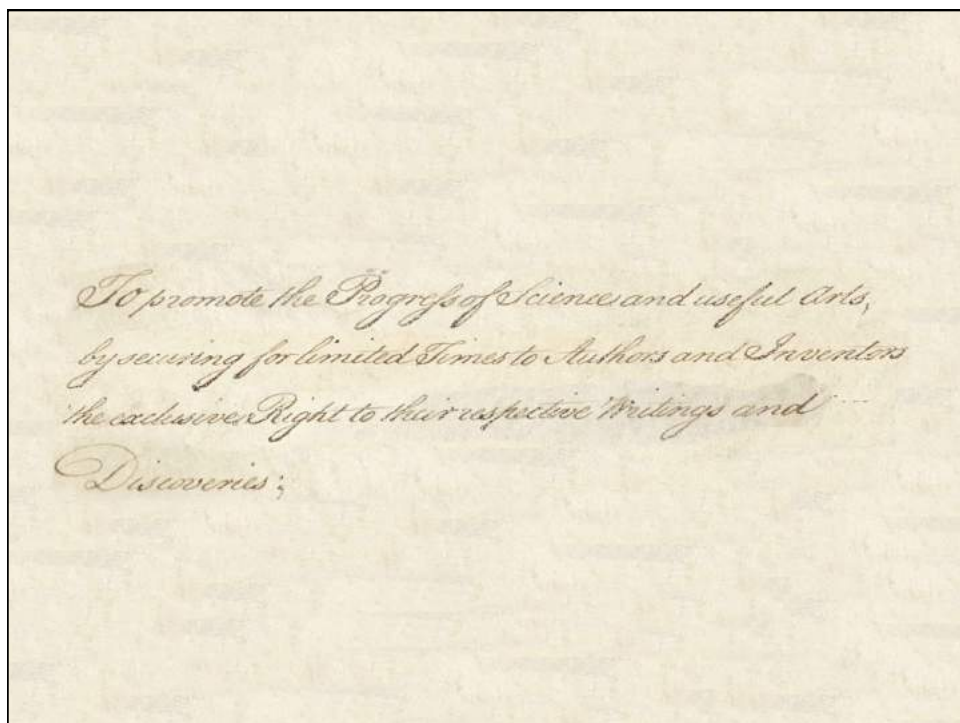 To promote the Progreſs of Science and useful Arts,
by securing for limited Times to Authors and Inventors
the exclusive Right to their respective Writings and
Discoveries;